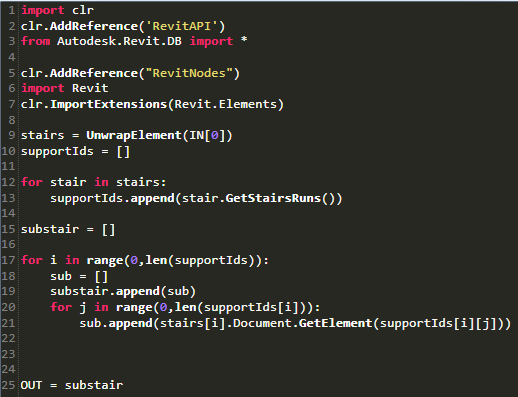 1 import clr
2 clr.AddReference('RevitAPI')
3 from Autodesk.Revit.DB import *
4
5 clr.AddReference("RevitNodes")
6 import Revit
7 clr.ImportExtensions(Revit.Elements)
8
9 stairs = UnwrapElement(IN[0])
10 supportIds = []
11
12 for stair in stairs:
13     supportIds.append(stair.GetStairsRuns())
14
15 substair = []
16
17 for i in range(0,len(supportIds)):
18     sub = []
19     substair.append(sub)
20     for j in range(0,len(supportIds[i])):
21         sub.append(stairs[i].Document.GetElement(supportIds[i][j]))
22
23
24
25 OUT = substair